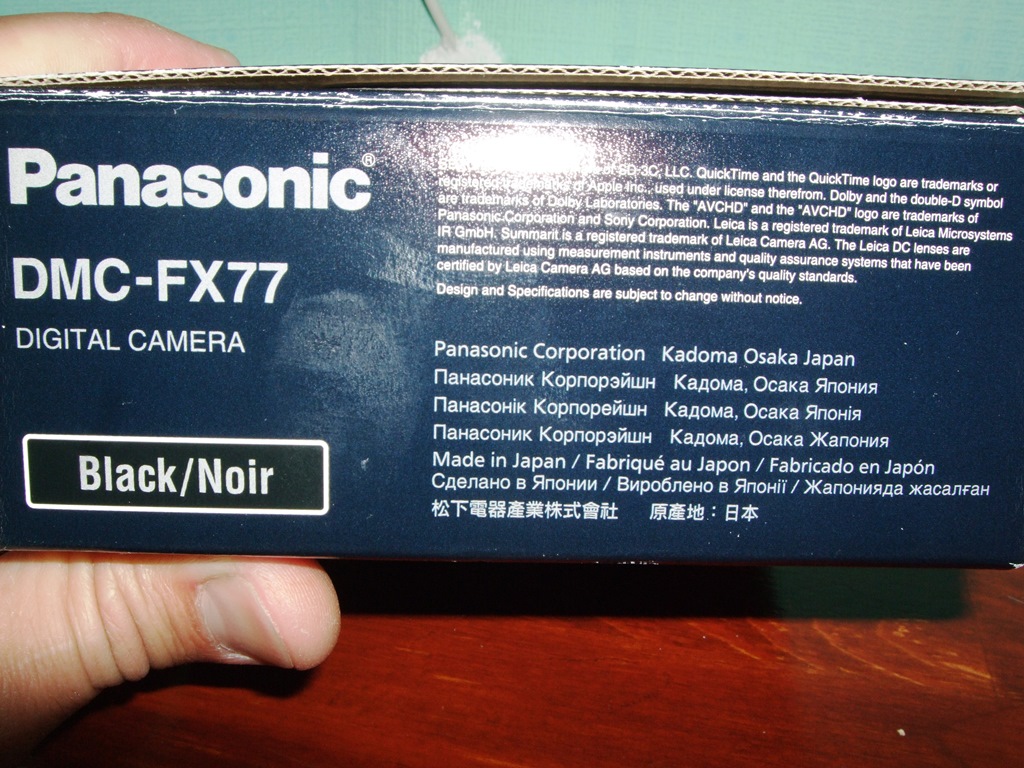 Panasonic®
DMC-FX77
DIGITAL CAMERA
Black/Noir
SD-3C, LLC. QuickTime and the QuickTime logo are trademarks or
registered trademarks of Apple Inc., used under license therefrom. Dolby and the double-D symbol
are trademarks of Dolby Laboratories. The "AVCHD" and the "AVCHD" logo are trademarks of
Panasonic Corporation and Sony Corporation. Leica is a registered trademark of Leica Microsystems
IR GmbH. Summarit is a registered trademark of Leica Camera AG. The Leica DC lenses are
manufactured using measurement instruments and quality assurance systems that have been
certified by Leica Camera AG based on the company's quality standards.
Design and Specifications are subject to change without notice.
Panasonic Corporation Kadoma Osaka Japan
Панасоник Корпорэйшн Кадома, Осака Япония
Панасонік Корпорейшн Кадома, Осака Японія
Панасоник Корпорэйшн Кадома, Осака Жапония
Made in Japan / Fabriqué au Japon / Fabricado en Japón
Сделано в Японии / Вироблено в Японії / Жапонияда жасалған
松下電器產業株式會社 原產地：日本